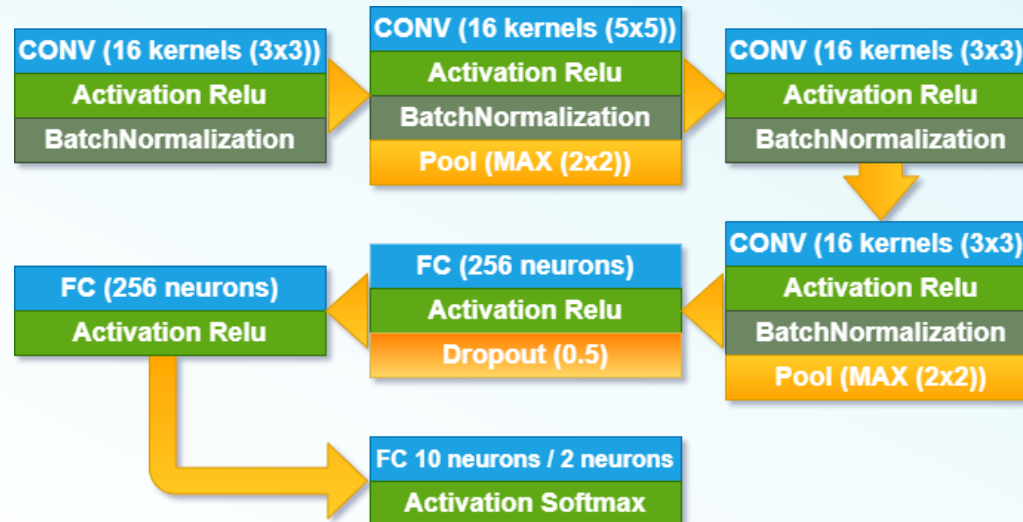 CONV (16 kernels (3x3))
Activation Relu
BatchNormalization
CONV (16 kernels (5x5))
Activation Relu
BatchNormalization
Pool (MAX (2x2))
CONV (16 kernels (3x3)
Activation Relu
BatchNormalization
CONV (16 kernels (3x3)
Activation Relu
BatchNormalization
Pool (MAX (2x2))
FC (256 neurons)
Activation Relu
Dropout (0.5)
FC (256 neurons)
Activation Relu
FC 10 neurons / 2 neurons
Activation Softmax